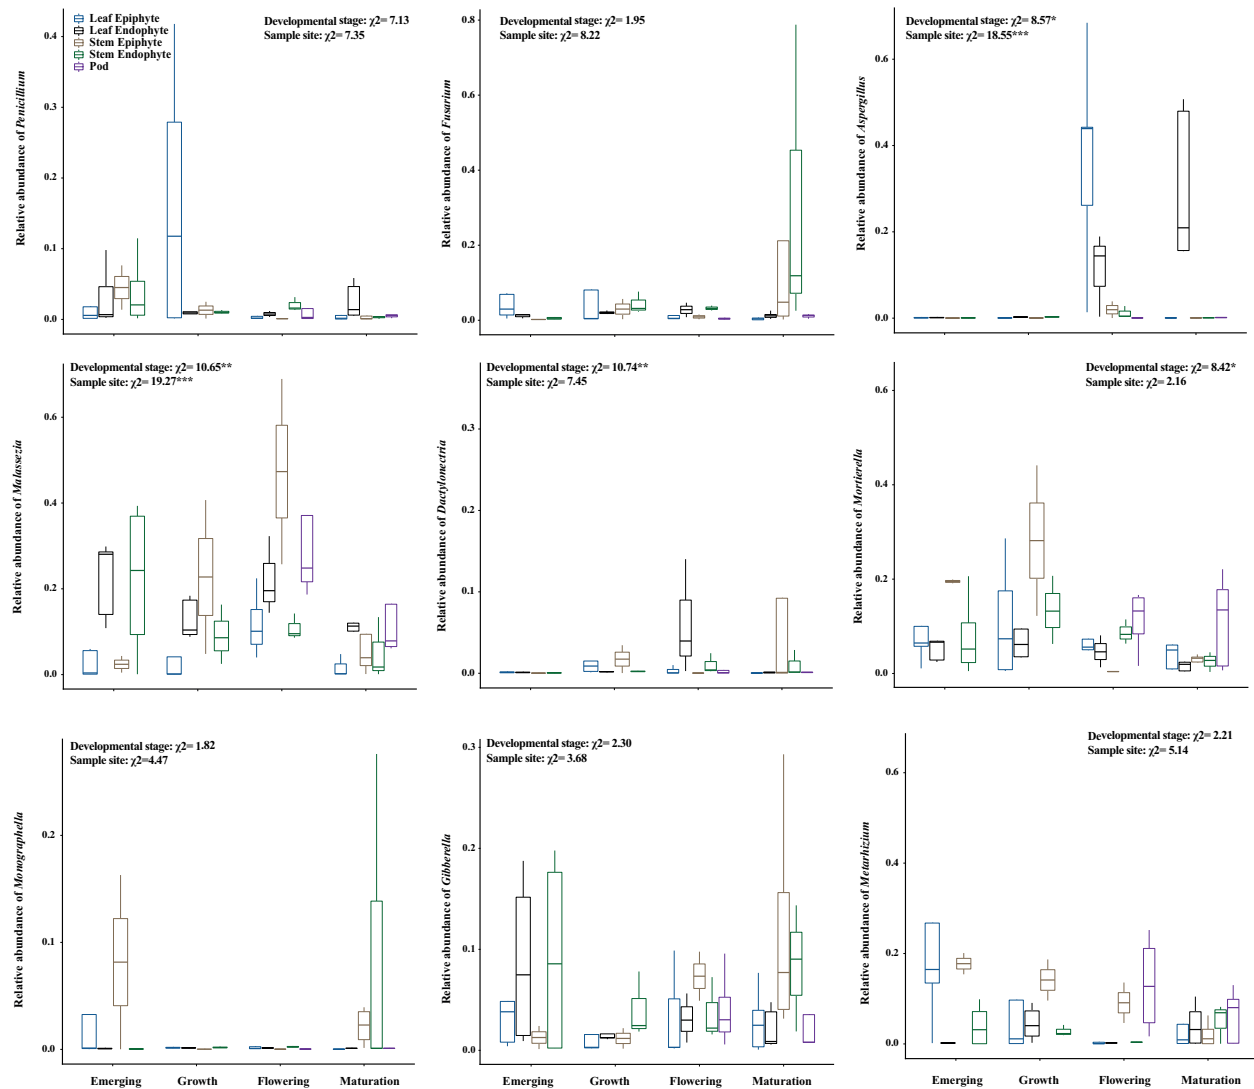 Leaf Epiphyte
Leaf Endophyte
Stem Epiphyte
Stem Endophyte
Pod
Developmental stage: χ2= 7.13
Sample site: χ2= 7.35
Relative abundance of Penicillium
0.4
0.3
0.2
0.1
0.0
Developmental stage: χ2= 1.95
Sample site: χ2= 8.22
Relative abundance of Fusarium
0.8
0.6
0.4
0.2
0.0
Developmental stage: χ2= 8.57*
Sample site: χ2= 18.55***
Relative abundance of Aspergillus
0.6
0.4
0.2
0.0
Developmental stage: χ2= 10.65**
Sample site: χ2= 19.27***
Relative abundance of Malassezia
0.6
0.4
0.2
0.0
Developmental stage: χ2= 10.74**
Sample site: χ2= 7.45
Relative abundance of Dactylonectria
0.3
0.2
0.1
0.0
Developmental stage: χ2= 8.42*
Sample site: χ2= 2.16
Relative abundance of Mortierella
0.6
0.4
0.2
0.0
Developmental stage: χ2= 1.82
Sample site: χ2=4.47
Relative abundance of Monographella
0.2
0.1
0.0
Emerging Growth Flowering Maturation
Developmental stage: χ2= 2.30
Sample site: χ2= 3.68
Relative abundance of Gibberella
0.3
0.2
0.1
0.0
Emerging Growth Flowering Maturation
Developmental stage: χ2= 2.21
Sample site: χ2= 5.14
Relative abundance of Metarhizium
0.6
0.4
0.2
0.0
Emerging Growth Flowering Maturation